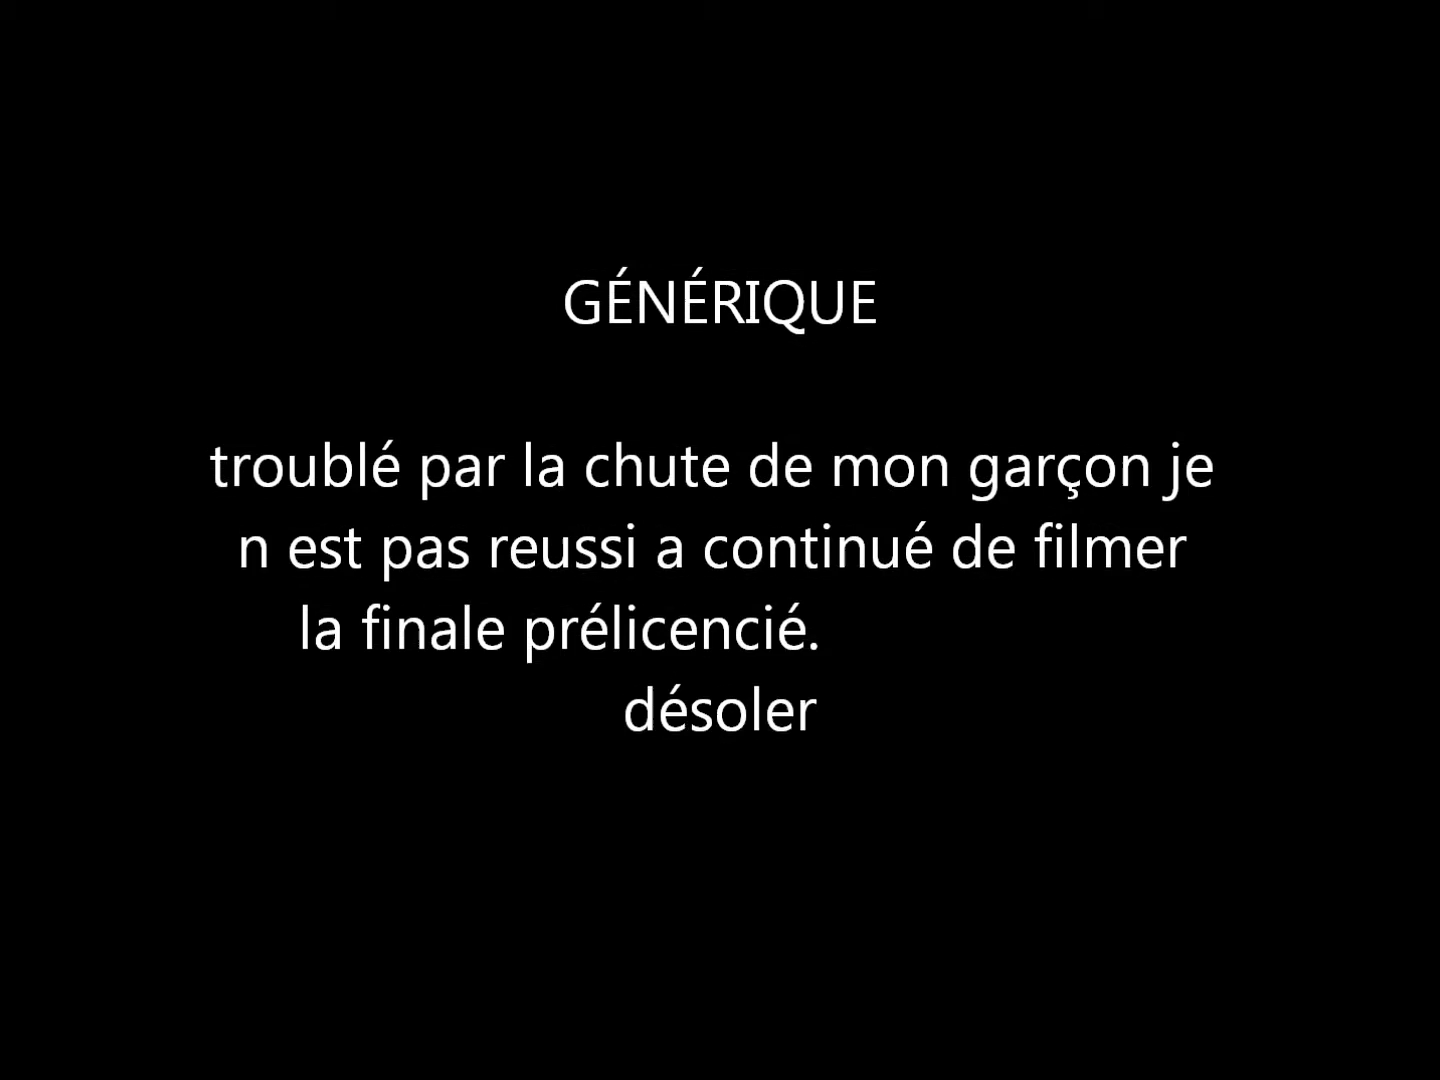 GÉNÉRIQUE
troublé par la chute de mon garçon je
n est pas reussi a continué de filmer
la finale prélicencié.
désoler